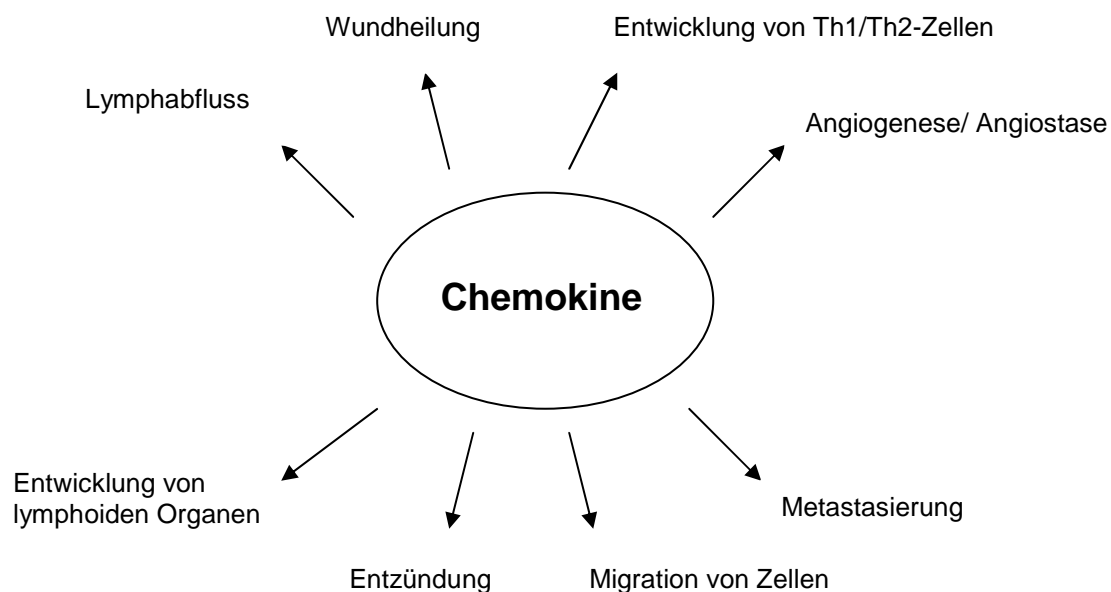 Wundheilung
Entwicklung von Th1/Th2-Zellen
Lymphabfluss
Angiogenese/ Angiostase
Chemokine
Entwicklung von
lymphoiden Organen
Metastasierung
Entzündung
Migration von Zellen